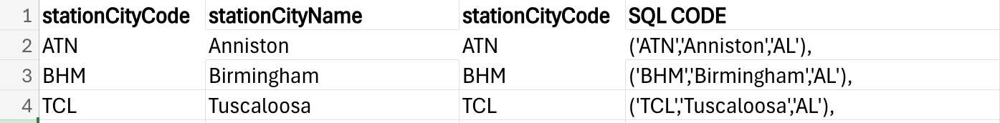 1 stationCityCode stationCityName stationCityCode SQL CODE
2 ATN Anniston ATN ('ATN','Anniston','AL'),
3 BHM Birmingham BHM ('BHM','Birmingham','AL'),
4 TCL Tuscaloosa TCL ('TCL','Tuscaloosa','AL'),